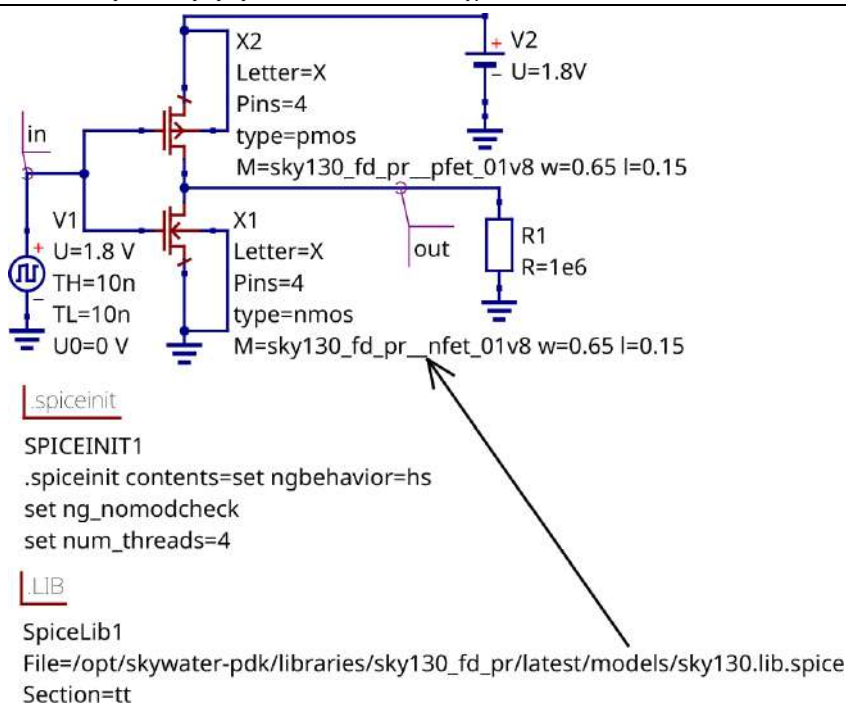 X2
Letter=X
Pins=4
type=pmos
M=sky130_fd_pr__pfet_01v8 w=0.65 l=0.15
+ V2
− U=1.8V
in
V1
+ U=1.8 V
TH=10n
− TL=10n
U0=0 V
X1
Letter=X
Pins=4
type=nmos
M=sky130_fd_pr__nfet_01v8 w=0.65 l=0.15
out
R1
R=1e6
.spiceinit
SPICEINIT1
.spiceinit contents=set ngbehavior=hs
set ng_nomodcheck
set num_threads=4
.LIB
SpiceLib1
File=/opt/skywater-pdk/libraries/sky130_fd_pr/latest/models/sky130.lib.spice
Section=tt